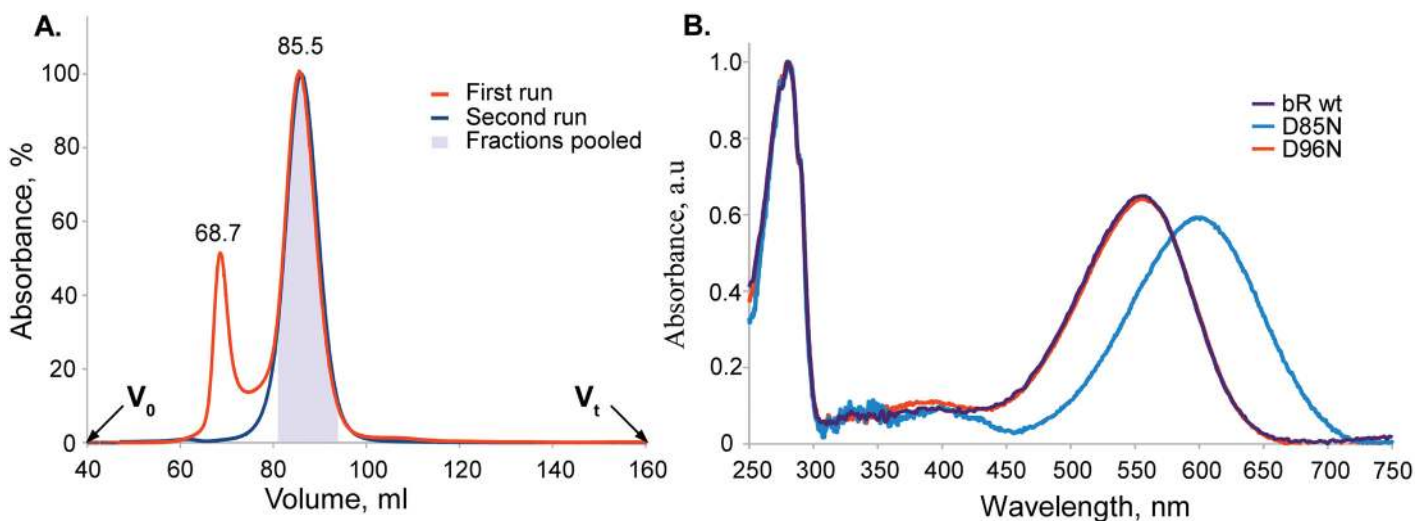 A.
85.5
68.7
First run
Second run
Fractions pooled
Absorbance, %
100
80
60
40
20
0
V0
Vt
40 60 80 100 120 140 160
Volume, ml
B.
bR wt
D85N
D96N
Absorbance, a.u
1.0
0.8
0.6
0.4
0.2
0
250 300 350 400 450 500 550 600 650 700 750
Wavelength, nm